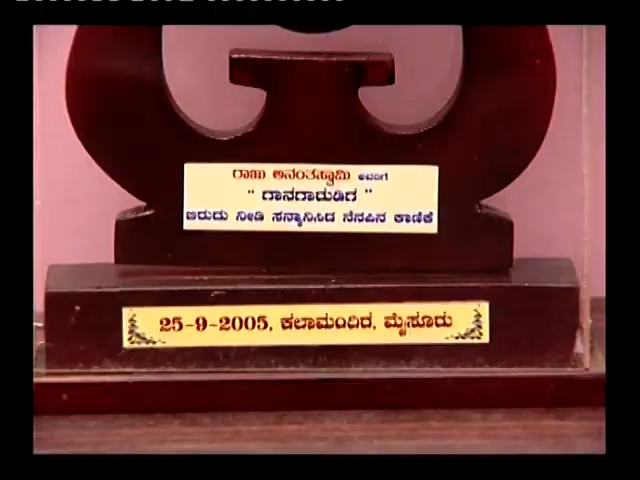 ರಾಜು ಅನಂತಸ್ವಾಮಿ ಅವರಿಗೆ
" ಗಾನಗಾರುಡಿಗ "
ಬಿರುದು ನೀಡಿ ಸನ್ಮಾನಿಸಿದ ನೆನಪಿನ ಕಾಣಿಕೆ
25-9-2005, ಕಲಾಮಂದಿರ, ಮೈಸೂರು